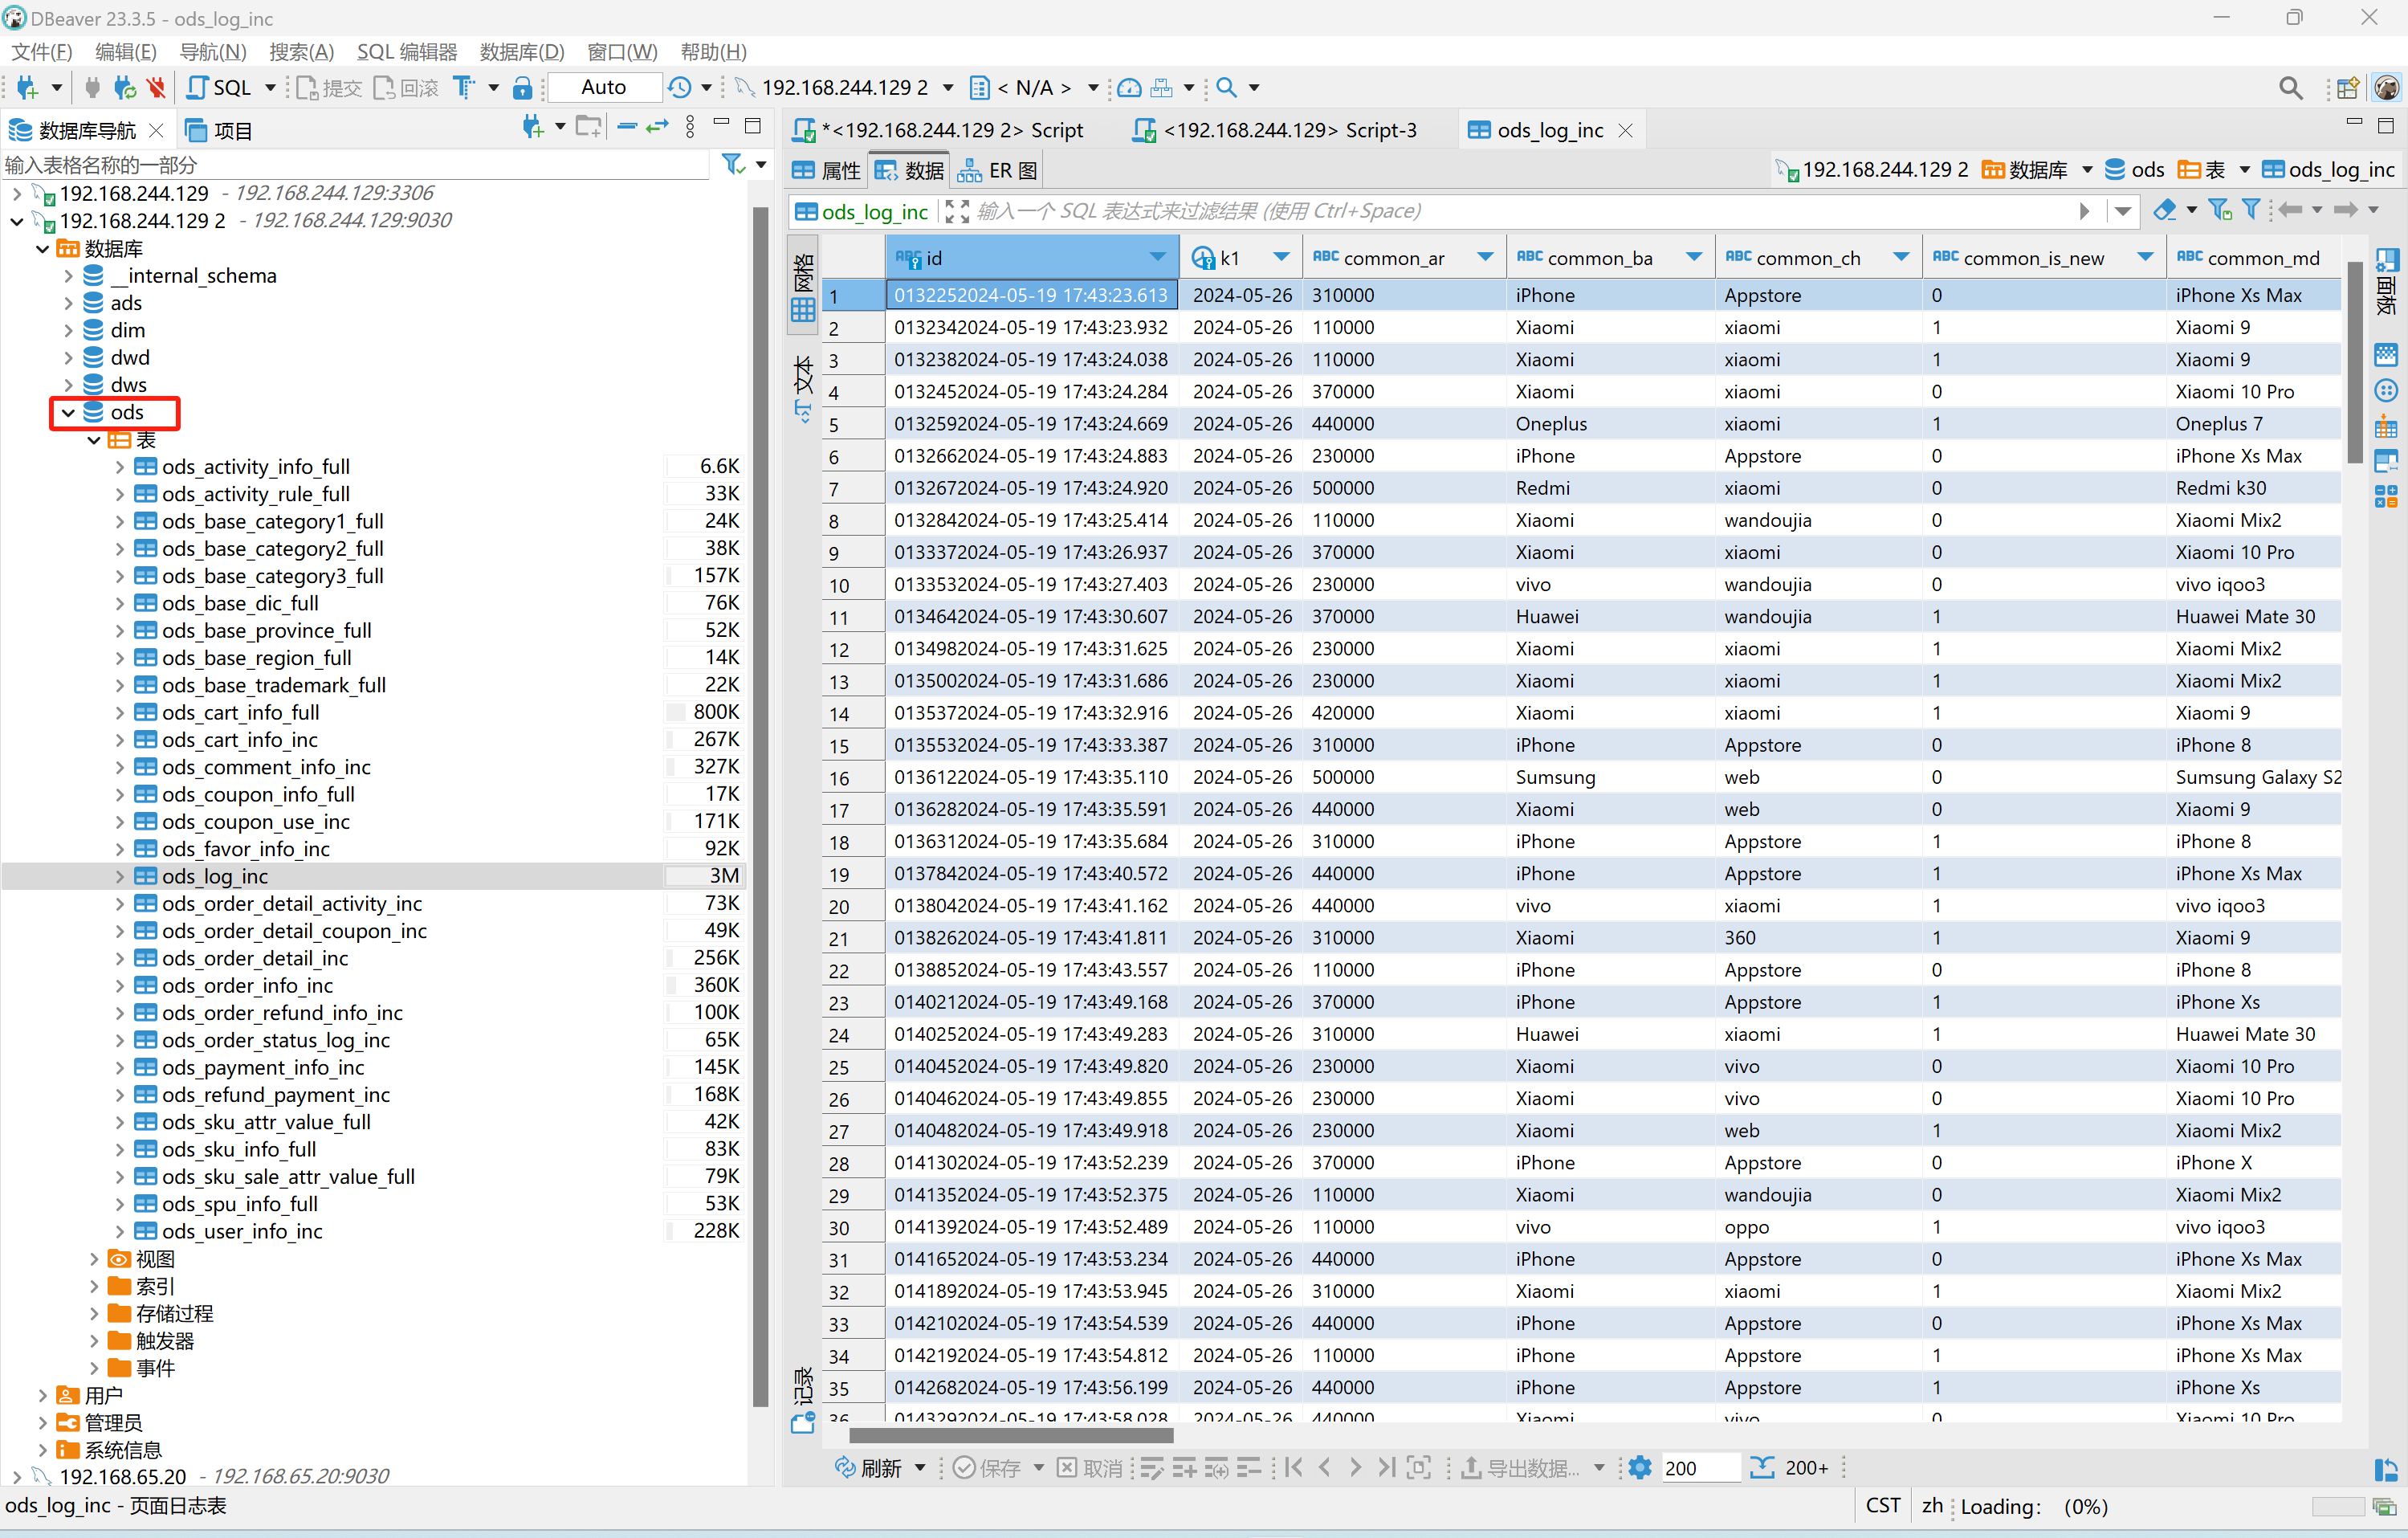 DBeaver 23.3.5 - ods_log_inc
文件(F) 编辑(E) 导航(N) 搜索(A) SQL 编辑器 数据库(D) 窗口(W) 帮助(H)
SQL 提交 回滚 Auto 192.168.244.129 2 < N/A >
数据库导航 项目
输入表格名称的一部分
192.168.244.129 - 192.168.244.129:3306
192.168.244.129 2 - 192.168.244.129:9030
数据库
__internal_schema
ads
dim
dwd
dws
ods
表
ods_activity_info_full 6.6K
ods_activity_rule_full 33K
ods_base_category1_full 24K
ods_base_category2_full 38K
ods_base_category3_full 157K
ods_base_dic_full 76K
ods_base_province_full 52K
ods_base_region_full 14K
ods_base_trademark_full 22K
ods_cart_info_full 800K
ods_cart_info_inc 267K
ods_comment_info_inc 327K
ods_coupon_info_full 17K
ods_coupon_use_inc 171K
ods_favor_info_inc 92K
ods_log_inc 3M
ods_order_detail_activity_inc 73K
ods_order_detail_coupon_inc 49K
ods_order_detail_inc 256K
ods_order_info_inc 360K
ods_order_refund_info_inc 100K
ods_order_status_log_inc 65K
ods_payment_info_inc 145K
ods_refund_payment_inc 168K
ods_sku_attr_value_full 42K
ods_sku_info_full 83K
ods_sku_sale_attr_value_full 79K
ods_spu_info_full 53K
ods_user_info_inc 228K
视图
索引
存储过程
触发器
事件
用户
管理员
系统信息
192.168.65.20 - 192.168.65.20:9030
*<192.168.244.129 2> Script <192.168.244.129> Script-3 ods_log_inc
属性 数据 ER 图 192.168.244.129 2 数据库 ods 表 ods_log_inc
ods_log_inc 输入一个 SQL 表达式来过滤结果 (使用 Ctrl+Space)
网格
文本
记录
面板
id k1 common_ar common_ba common_ch common_is_new common_md
1 0132252024-05-19 17:43:23.613 2024-05-26 310000 iPhone Appstore 0 iPhone Xs Max
2 0132342024-05-19 17:43:23.932 2024-05-26 110000 Xiaomi xiaomi 1 Xiaomi 9
3 0132382024-05-19 17:43:24.038 2024-05-26 110000 Xiaomi xiaomi 1 Xiaomi 9
4 0132452024-05-19 17:43:24.284 2024-05-26 370000 Xiaomi xiaomi 0 Xiaomi 10 Pro
5 0132592024-05-19 17:43:24.669 2024-05-26 440000 Oneplus xiaomi 1 Oneplus 7
6 0132662024-05-19 17:43:24.883 2024-05-26 230000 iPhone Appstore 0 iPhone Xs Max
7 0132672024-05-19 17:43:24.920 2024-05-26 500000 Redmi xiaomi 0 Redmi k30
8 0132842024-05-19 17:43:25.414 2024-05-26 110000 Xiaomi wandoujia 0 Xiaomi Mix2
9 0133372024-05-19 17:43:26.937 2024-05-26 370000 Xiaomi xiaomi 0 Xiaomi 10 Pro
10 0133532024-05-19 17:43:27.403 2024-05-26 230000 vivo wandoujia 0 vivo iqoo3
11 0134642024-05-19 17:43:30.607 2024-05-26 370000 Huawei wandoujia 1 Huawei Mate 30
12 0134982024-05-19 17:43:31.625 2024-05-26 230000 Xiaomi xiaomi 1 Xiaomi Mix2
13 0135002024-05-19 17:43:31.686 2024-05-26 230000 Xiaomi xiaomi 1 Xiaomi Mix2
14 0135372024-05-19 17:43:32.916 2024-05-26 420000 Xiaomi xiaomi 1 Xiaomi 9
15 0135532024-05-19 17:43:33.387 2024-05-26 310000 iPhone Appstore 0 iPhone 8
16 0136122024-05-19 17:43:35.110 2024-05-26 500000 Sumsung web 0 Sumsung Galaxy S2
17 0136282024-05-19 17:43:35.591 2024-05-26 440000 Xiaomi web 0 Xiaomi 9
18 0136312024-05-19 17:43:35.684 2024-05-26 310000 iPhone Appstore 1 iPhone 8
19 0137842024-05-19 17:43:40.572 2024-05-26 440000 iPhone Appstore 1 iPhone Xs Max
20 0138042024-05-19 17:43:41.162 2024-05-26 440000 vivo xiaomi 1 vivo iqoo3
21 0138262024-05-19 17:43:41.811 2024-05-26 310000 Xiaomi 360 1 Xiaomi 9
22 0138852024-05-19 17:43:43.557 2024-05-26 110000 iPhone Appstore 0 iPhone 8
23 0140212024-05-19 17:43:49.168 2024-05-26 370000 iPhone Appstore 1 iPhone Xs
24 0140252024-05-19 17:43:49.283 2024-05-26 310000 Huawei xiaomi 1 Huawei Mate 30
25 0140452024-05-19 17:43:49.820 2024-05-26 230000 Xiaomi vivo 0 Xiaomi 10 Pro
26 0140462024-05-19 17:43:49.855 2024-05-26 230000 Xiaomi vivo 0 Xiaomi 10 Pro
27 0140482024-05-19 17:43:49.918 2024-05-26 230000 Xiaomi web 1 Xiaomi Mix2
28 0141302024-05-19 17:43:52.239 2024-05-26 370000 iPhone Appstore 0 iPhone X
29 0141352024-05-19 17:43:52.375 2024-05-26 110000 Xiaomi wandoujia 0 Xiaomi Mix2
30 0141392024-05-19 17:43:52.489 2024-05-26 110000 vivo oppo 1 vivo iqoo3
31 0141652024-05-19 17:43:53.234 2024-05-26 440000 iPhone Appstore 0 iPhone Xs Max
32 0141892024-05-19 17:43:53.945 2024-05-26 310000 Xiaomi xiaomi 1 Xiaomi Mix2
33 0142102024-05-19 17:43:54.539 2024-05-26 440000 iPhone Appstore 0 iPhone Xs Max
34 0142192024-05-19 17:43:54.812 2024-05-26 110000 iPhone Appstore 1 iPhone Xs Max
35 0142682024-05-19 17:43:56.199 2024-05-26 440000 iPhone Appstore 1 iPhone Xs
36 0143292024-05-19 17:43:58.028 2024-05-26 440000 Xiaomi vivo 0 Xiaomi 10 Pro
刷新 保存 取消 导出数据... 200 200+
ods_log_inc - 页面日志表 CST zh Loading: (0%)